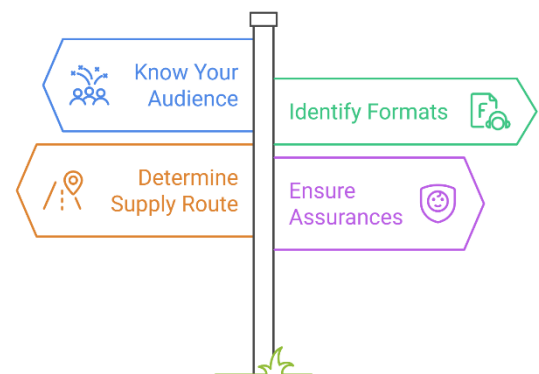 Know Your
Audience
Identify Formats
F
Determine
Supply Route
Ensure
Assurances